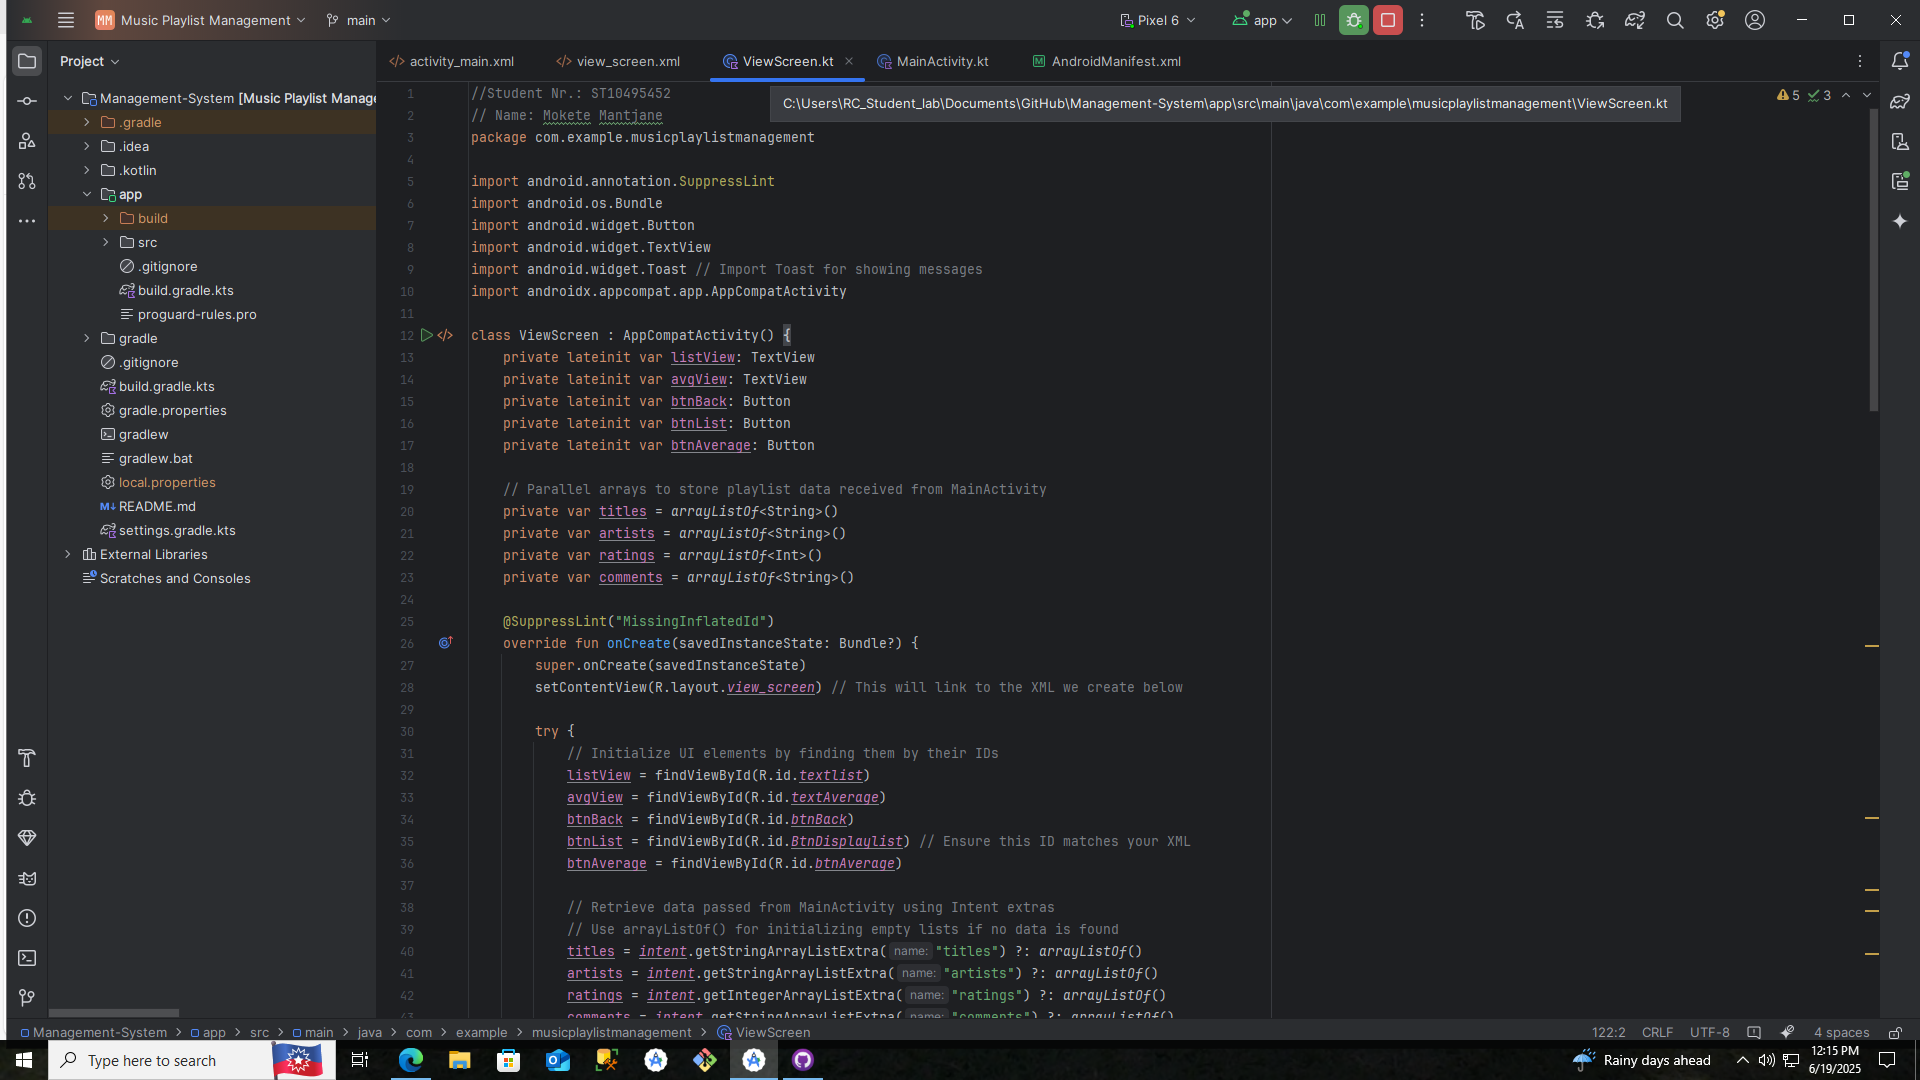 MM Music Playlist Management
main
Pixel 6
app
Project
activity_main.xml
view_screen.xml
ViewScreen.kt
MainActivity.kt
AndroidManifest.xml
Management-System [Music Playlist Manage
.gradle
.idea
.kotlin
app
build
src
.gitignore
build.gradle.kts
proguard-rules.pro
gradle
.gitignore
build.gradle.kts
gradle.properties
gradlew
gradlew.bat
local.properties
README.md
settings.gradle.kts
External Libraries
Scratches and Consoles
C:\Users\RC_Student_lab\Documents\GitHub\Management-System\app\src\main\java\com\example\musicplaylistmanagement\ViewScreen.kt
5 3
1 //Student Nr.: ST10495452
2 // Name: Mokete Mantjane
3 package com.example.musicplaylistmanagement
4
5 import android.annotation.SuppressLint
6 import android.os.Bundle
7 import android.widget.Button
8 import android.widget.TextView
9 import android.widget.Toast // Import Toast for showing messages
10 import androidx.appcompat.app.AppCompatActivity
11
12 class ViewScreen : AppCompatActivity() {
13 private lateinit var listView: TextView
14 private lateinit var avgView: TextView
15 private lateinit var btnBack: Button
16 private lateinit var btnList: Button
17 private lateinit var btnAverage: Button
18
19 // Parallel arrays to store playlist data received from MainActivity
20 private var titles = arrayListOf<String>()
21 private var artists = arrayListOf<String>()
22 private var ratings = arrayListOf<Int>()
23 private var comments = arrayListOf<String>()
24
25 @SuppressLint("MissingInflatedId")
26 override fun onCreate(savedInstanceState: Bundle?) {
27 super.onCreate(savedInstanceState)
28 setContentView(R.layout.view_screen) // This will link to the XML we create below
29
30 try {
31 // Initialize UI elements by finding them by their IDs
32 listView = findViewById(R.id.textlist)
33 avgView = findViewById(R.id.textAverage)
34 btnBack = findViewById(R.id.btnBack)
35 btnList = findViewById(R.id.BtnDisplaylist) // Ensure this ID matches your XML
36 btnAverage = findViewById(R.id.btnAverage)
37
38 // Retrieve data passed from MainActivity using Intent extras
39 // Use arrayListOf() for initializing empty lists if no data is found
40 titles = intent.getStringArrayListExtra( name: "titles") ?: arrayListOf()
41 artists = intent.getStringArrayListExtra( name: "artists") ?: arrayListOf()
42 ratings = intent.getIntegerArrayListExtra( name: "ratings") ?: arrayListOf()
43 comments = intent.getStringArrayListExtra( name: "comments") ?: arrayListOf()
Management-System > app > src > main > java > com > example > musicplaylistmanagement > ViewScreen
122:2 CRLF UTF-8 4 spaces
Type here to search
Rainy days ahead
12:15 PM
6/19/2025